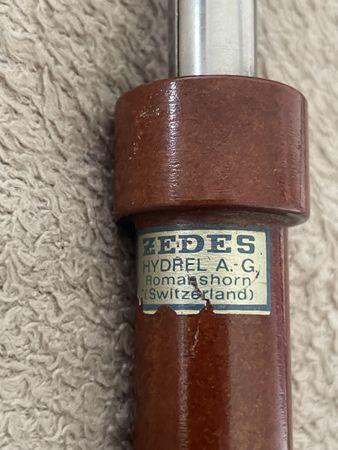 ZEDES
HYDREL A.-G.
Romanshorn
(Switzerland)